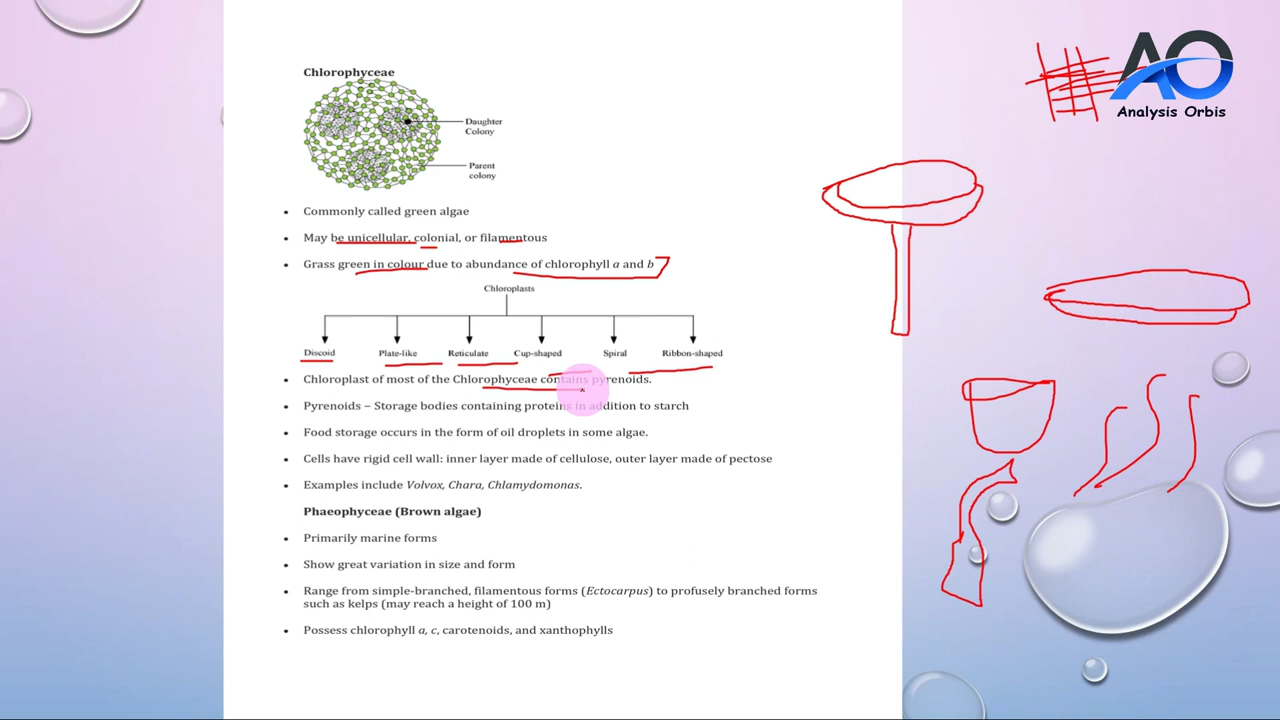 AO
Analysis Orbis
Chlorophyceae
Daughter
Colony
Parent
colony
• Commonly called green algae
• May be unicellular, colonial, or filamentous
• Grass green in colour due to abundance of chlorophyll a and b
Chloroplasts
Discoid Plate-like Reticulate Cup-shaped Spiral Ribbon-shaped
• Chloroplast of most of the Chlorophyceae contains pyrenoids.
• Pyrenoids − Storage bodies containing proteins in addition to starch
• Food storage occurs in the form of oil droplets in some algae.
• Cells have rigid cell wall: inner layer made of cellulose, outer layer made of pectose
• Examples include Volvox, Chara, Chlamydomonas.
Phaeophyceae (Brown algae)
• Primarily marine forms
• Show great variation in size and form
• Range from simple-branched, filamentous forms (Ectocarpus) to profusely branched forms
such as kelps (may reach a height of 100 m)
• Possess chlorophyll a, c, carotenoids, and xanthophylls